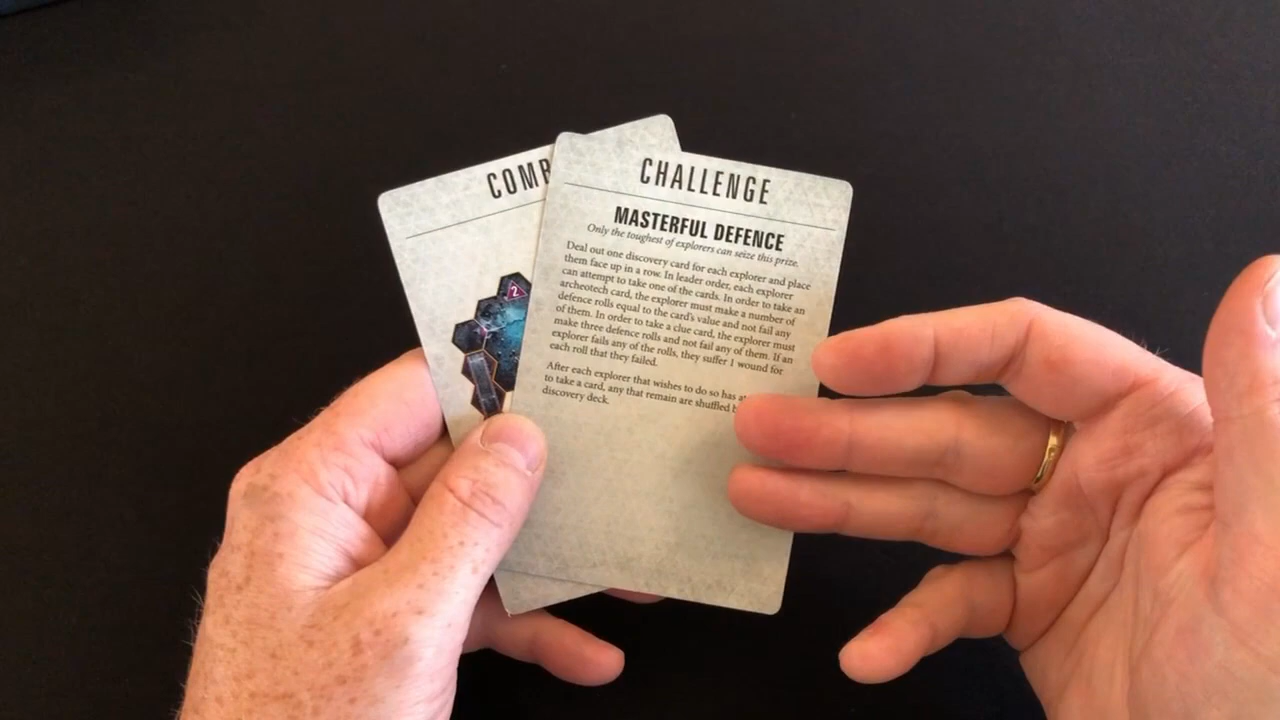 COMB
2
CHALLENGE
MASTERFUL DEFENCE
Only the toughest of explorers can seize this prize.
Deal out one discovery card for each explorer and place
them face up in a row. In leader order, each explorer
can attempt to take one of the cards. In order to take an
archeotech card, the explorer must make a number of
defence rolls equal to the card's value and not fail any
of them. In order to take a clue card, the explorer must
make three defence rolls and not fail any of them. If an
explorer fails any of the rolls, they suffer 1 wound for
each roll that they failed.
After each explorer that wishes to do so has
to take a card, any that remain are shuffled
discovery deck.